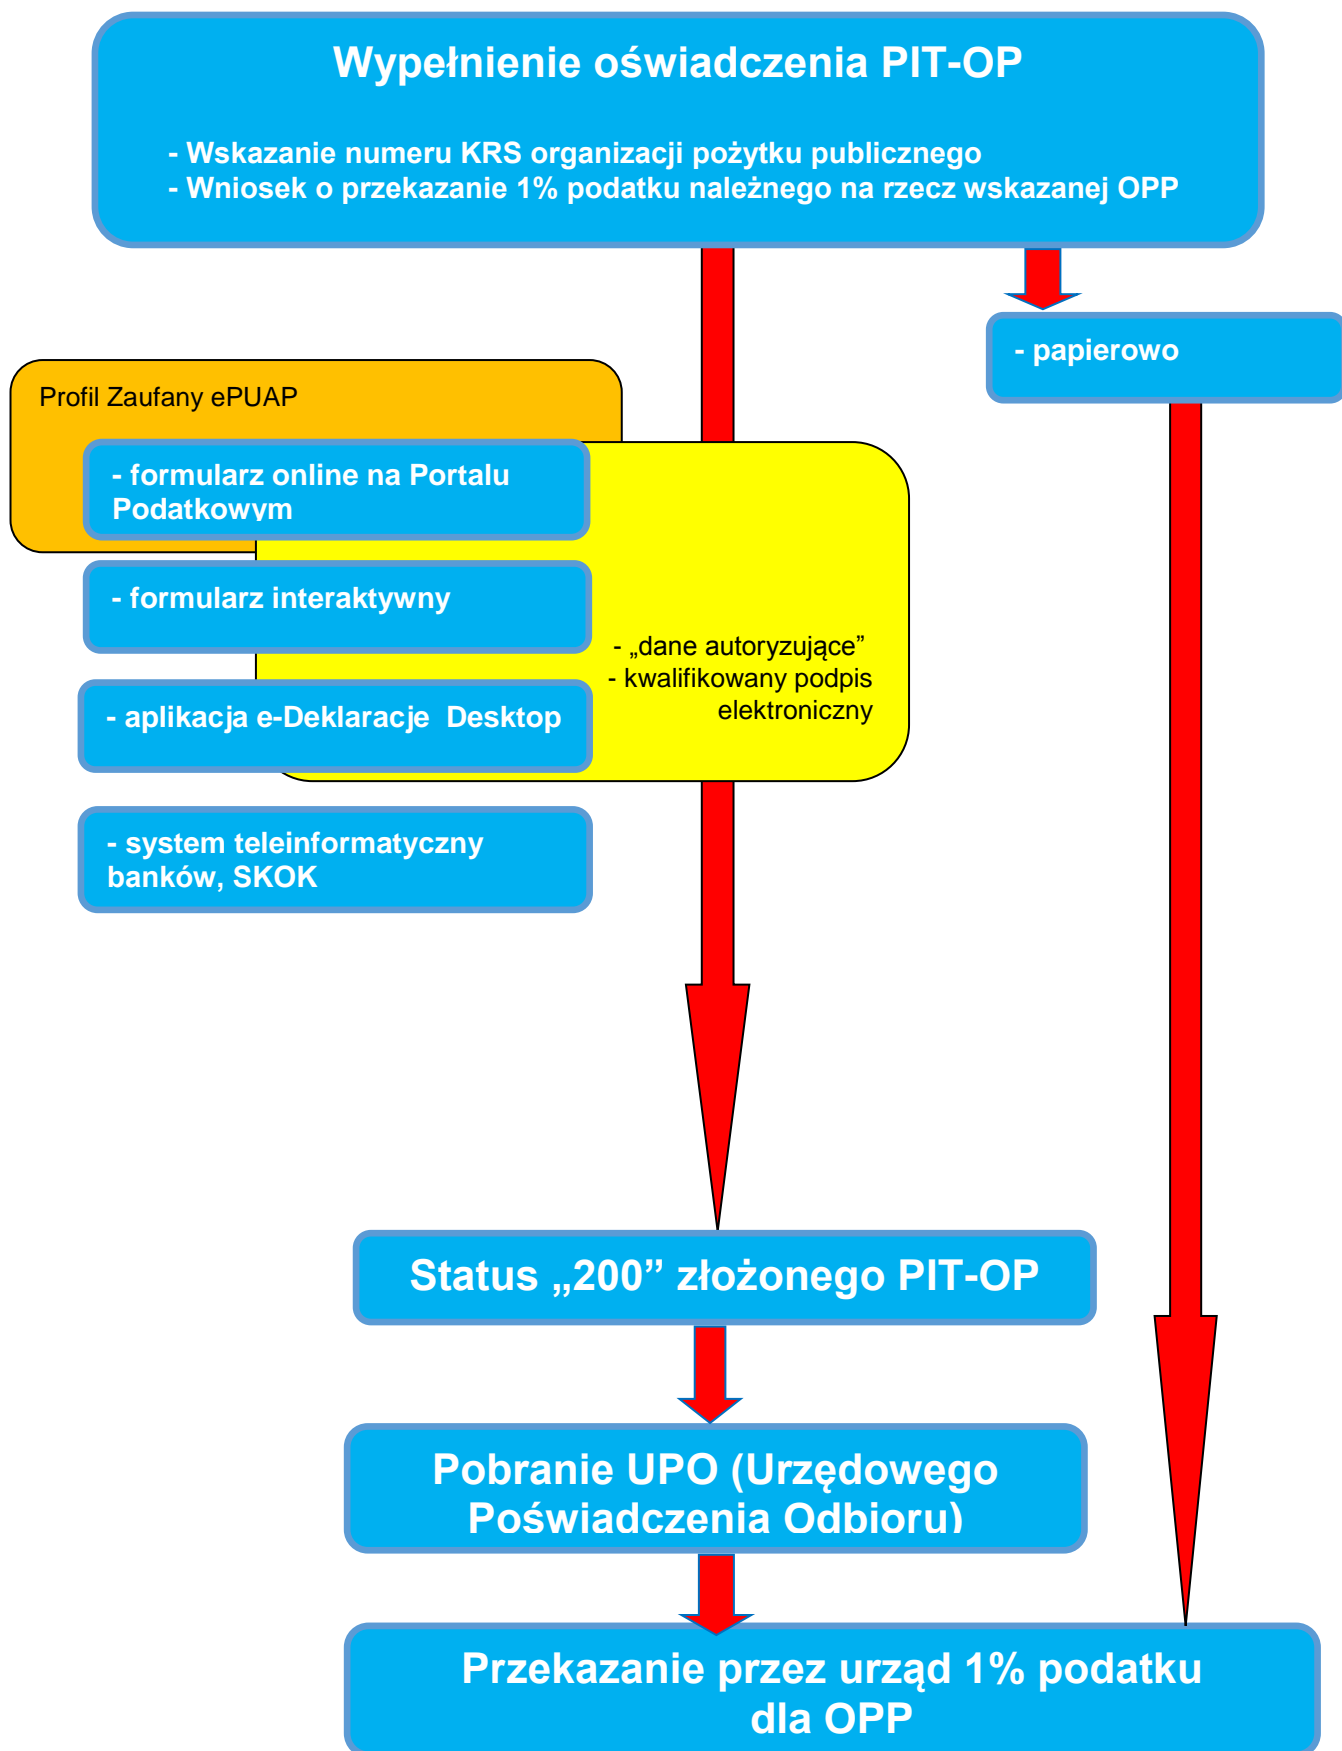 Wypełnienie oświadczenia PIT-OP
- Wskazanie numeru KRS organizacji pożytku publicznego
- Wniosek o przekazanie 1% podatku należnego na rzecz wskazanej OPP
- papierowo
Profil Zaufany ePUAP
- formularz online na Portalu
Podatkowym
- formularz interaktywny
- „dane autoryzujące”
- kwalifikowany podpis
elektroniczny
- aplikacja e-Deklaracje  Desktop
- system teleinformatyczny
banków, SKOK
Status „200” złożonego PIT-OP
Pobranie UPO (Urzędowego
Poświadczenia Odbioru)
Przekazanie przez urząd 1% podatku
dla OPP